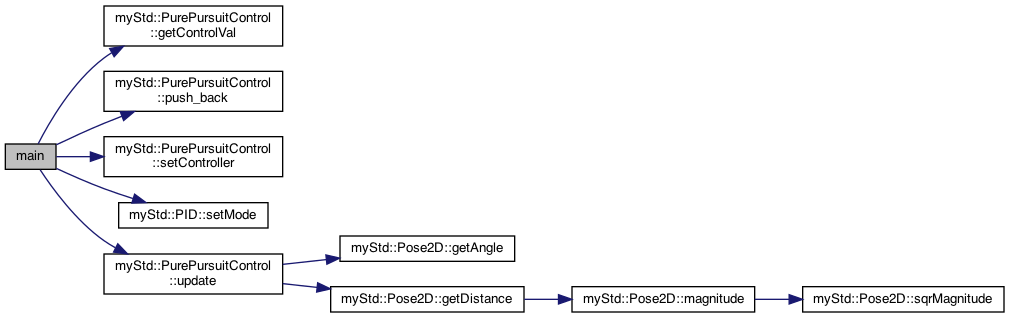 myStd::PurePursuitControl
::getControlVal
myStd::PurePursuitControl
::push_back
main
myStd::PurePursuitControl
::setController
myStd::PID::setMode
myStd::PurePursuitControl
::update
myStd::Pose2D::getAngle
myStd::Pose2D::getDistance
myStd::Pose2D::magnitude
myStd::Pose2D::sqrMagnitude